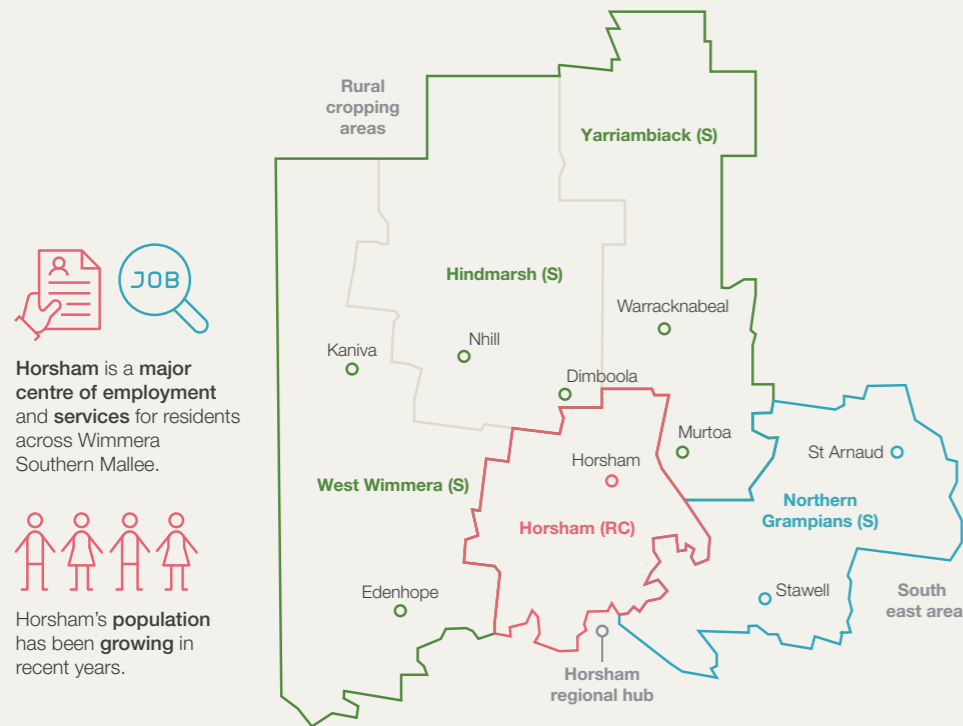 Rural
cropping
areas
Yarriambiack (S)
Hindmarsh (S)
Warracknabeal
JOB
Kaniva
Nhill
Dimboola
Horsham is a major
centre of employment
and services for residents
across Wimmera
Southern Mallee.
Murtoa
St Arnaud
Horsham
West Wimmera (S)
Northern
Grampians (S)
Horsham (RC)
Edenhope
Stawell
South
east area
Horsham's population
has been growing in
recent years.
Horsham
regional hub